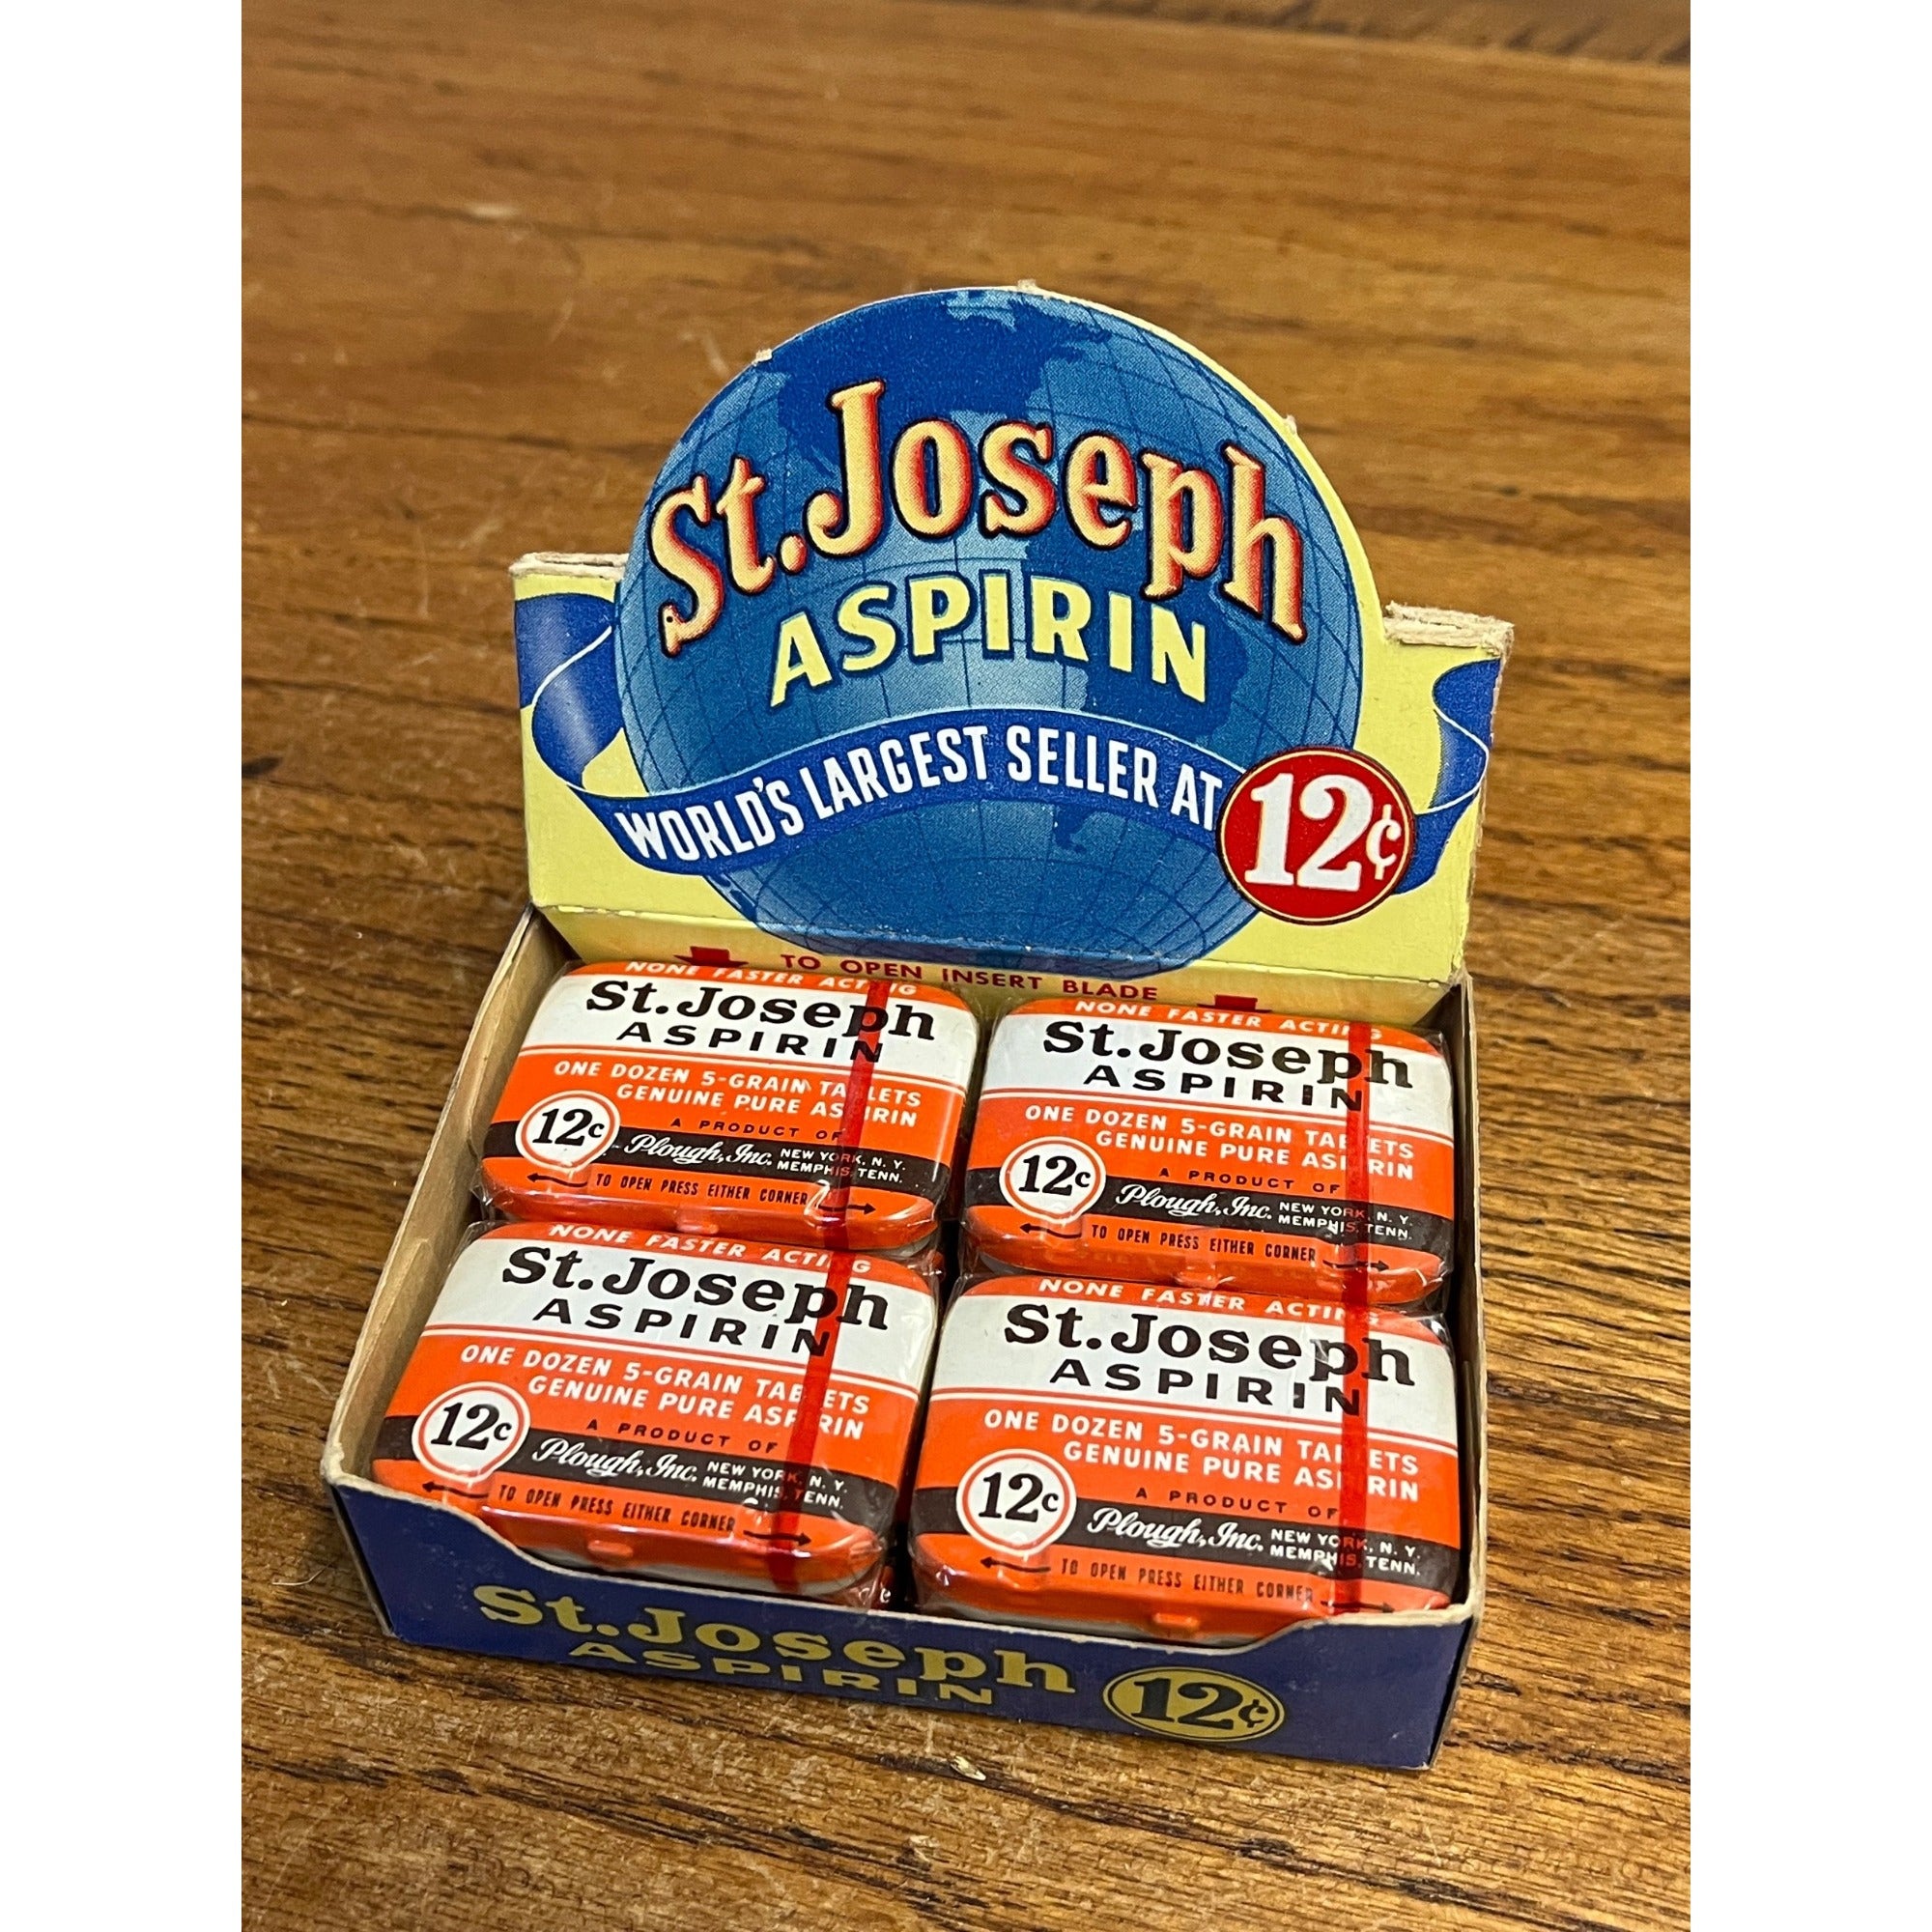 St. Joseph
ASPIRIN
WORLD'S LARGEST SELLER AT 12¢
TO OPEN INSERT BLADE
NONE FASTER ACTING
St. Joseph
ASPIRIN
ONE DOZEN 5-GRAIN TABLETS
GENUINE PURE ASPIRIN
12c
A PRODUCT OF
Plough, Inc. NEW YORK, N. Y.
MEMPHIS, TENN.
TO OPEN PRESS EITHER CORNER
NONE FASTER ACTING
St. Joseph
ASPIRIN
ONE DOZEN 5-GRAIN TABLETS
GENUINE PURE ASPIRIN
12c
A PRODUCT OF
Plough, Inc. NEW YORK, N. Y.
MEMPHIS, TENN.
TO OPEN PRESS EITHER CORNER
NONE FASTER ACTING
St. Joseph
ASPIRIN
ONE DOZEN 5-GRAIN TABLETS
GENUINE PURE ASPIRIN
12c
A PRODUCT OF
Plough, Inc. NEW YORK, N. Y.
MEMPHIS, TENN.
TO OPEN PRESS EITHER CORNER
NONE FASTER ACTING
St. Joseph
ASPIRIN
ONE DOZEN 5-GRAIN TABLETS
GENUINE PURE ASPIRIN
12c
A PRODUCT OF
Plough, Inc. NEW YORK, N. Y.
MEMPHIS, TENN.
TO OPEN PRESS EITHER CORNER
St. Joseph
ASPIRIN
12¢